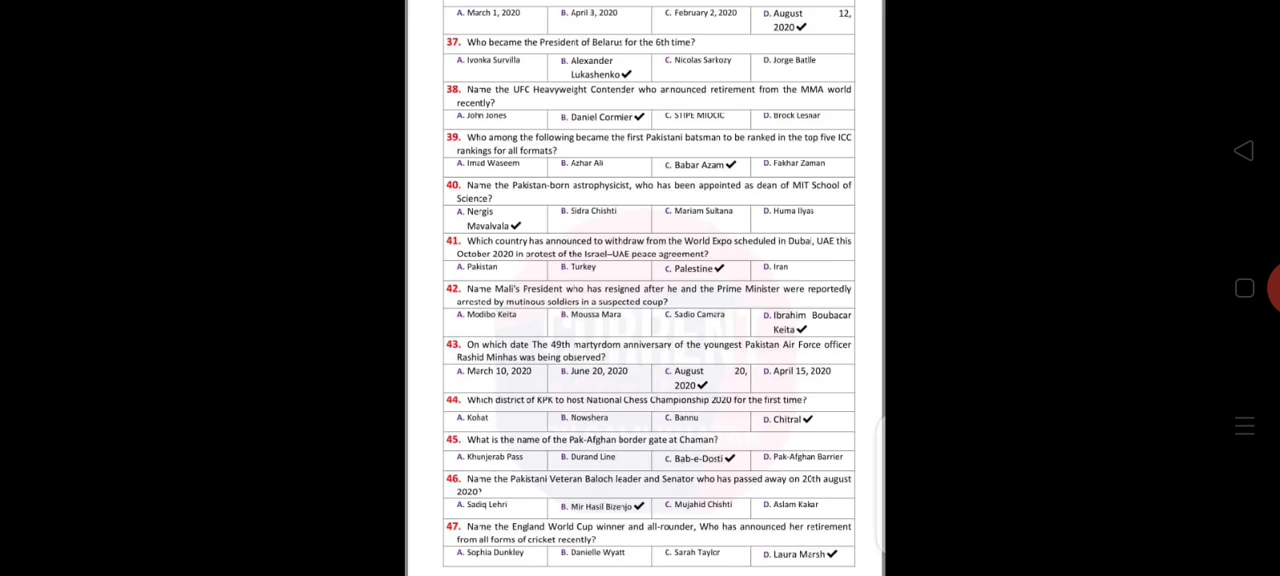 A. March 1, 2020 B. April 3, 2020 C. February 2, 2020 D. August 12,
2020✔
37. Who became the President of Belarus for the 6th time?
A. Ivonka Survilla B. Alexander C. Nicolas Sarkozy D. Jorge Batlle
Lukashenko✔
38. Name the UFC Heavyweight Contender who announced retirement from the MMA world
recently?
A. John Jones B. Daniel Cormier✔ C. STIPE MIOCIC D. Brock Lesnar
39. Who among the following became the first Pakistani batsman to be ranked in the top five ICC
rankings for all formats?
A. Imad Waseem B. Azhar Ali C. Babar Azam✔ D. Fakhar Zaman
40. Name the Pakistan-born astrophysicist, who has been appointed as dean of MIT School of
Science?
A. Nergis B. Sidra Chishti C. Mariam Sultana D. Huma Ilyas
Mavalvala✔
41. Which country has announced to withdraw from the World Expo scheduled in Dubai, UAE this
October 2020 in protest of the Israel–UAE peace agreement?
A. Pakistan B. Turkey C. Palestine✔ D. Iran
42. Name Mali's President who has resigned after he and the Prime Minister were reportedly
arrested by mutinous soldiers in a suspected coup?
A. Modibo Keita B. Moussa Mara C. Sadio Camara D. Ibrahim Boubacar
Keita✔
43. On which date The 49th martyrdom anniversary of the youngest Pakistan Air Force officer
Rashid Minhas was being observed?
A. March 10, 2020 B. June 20, 2020 C. August 20, D. April 15, 2020
2020✔
44. Which district of KPK to host National Chess Championship 2020 for the first time?
A. Kohat B. Nowshera C. Bannu D. Chitral✔
45. What is the name of the Pak-Afghan border gate at Chaman?
A. Khunjerab Pass B. Durand Line C. Bab-e-Dosti✔ D. Pak-Afghan Barrier
46. Name the Pakistani Veteran Baloch leader and Senator who has passed away on 20th august
2020?
A. Sadiq Lehri B. Mir Hasil Bizenjo✔ C. Mujahid Chishti D. Aslam Kakar
47. Name the England World Cup winner and all-rounder, Who has announced her retirement
from all forms of cricket recently?
A. Sophia Dunkley B. Danielle Wyatt C. Sarah Taylor D. Laura Marsh✔